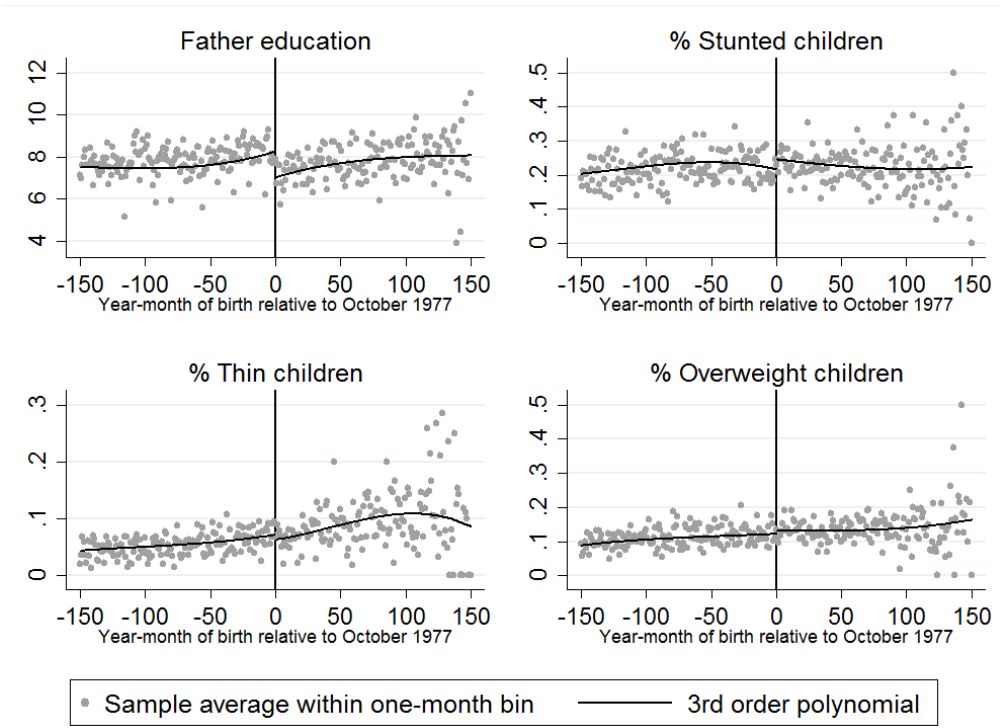 Father education
12
10
8
6
4
-150 -100 -50 0 50 100 150
Year-month of birth relative to October 1977
% Stunted children
.5
.4
.3
.2
.1
0
-150 -100 -50 0 50 100 150
Year-month of birth relative to October 1977
% Thin children
.3
.2
.1
0
-150 -100 -50 0 50 100 150
Year-month of birth relative to October 1977
% Overweight children
.5
.4
.3
.2
.1
0
-150 -100 -50 0 50 100 150
Year-month of birth relative to October 1977
Sample average within one-month bin 3rd order polynomial